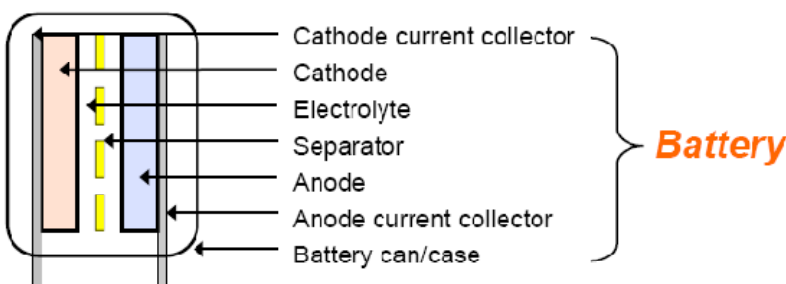 Cathode current collector
Cathode
Electrolyte
Separator
Anode
Anode current collector
Battery can/case
Battery